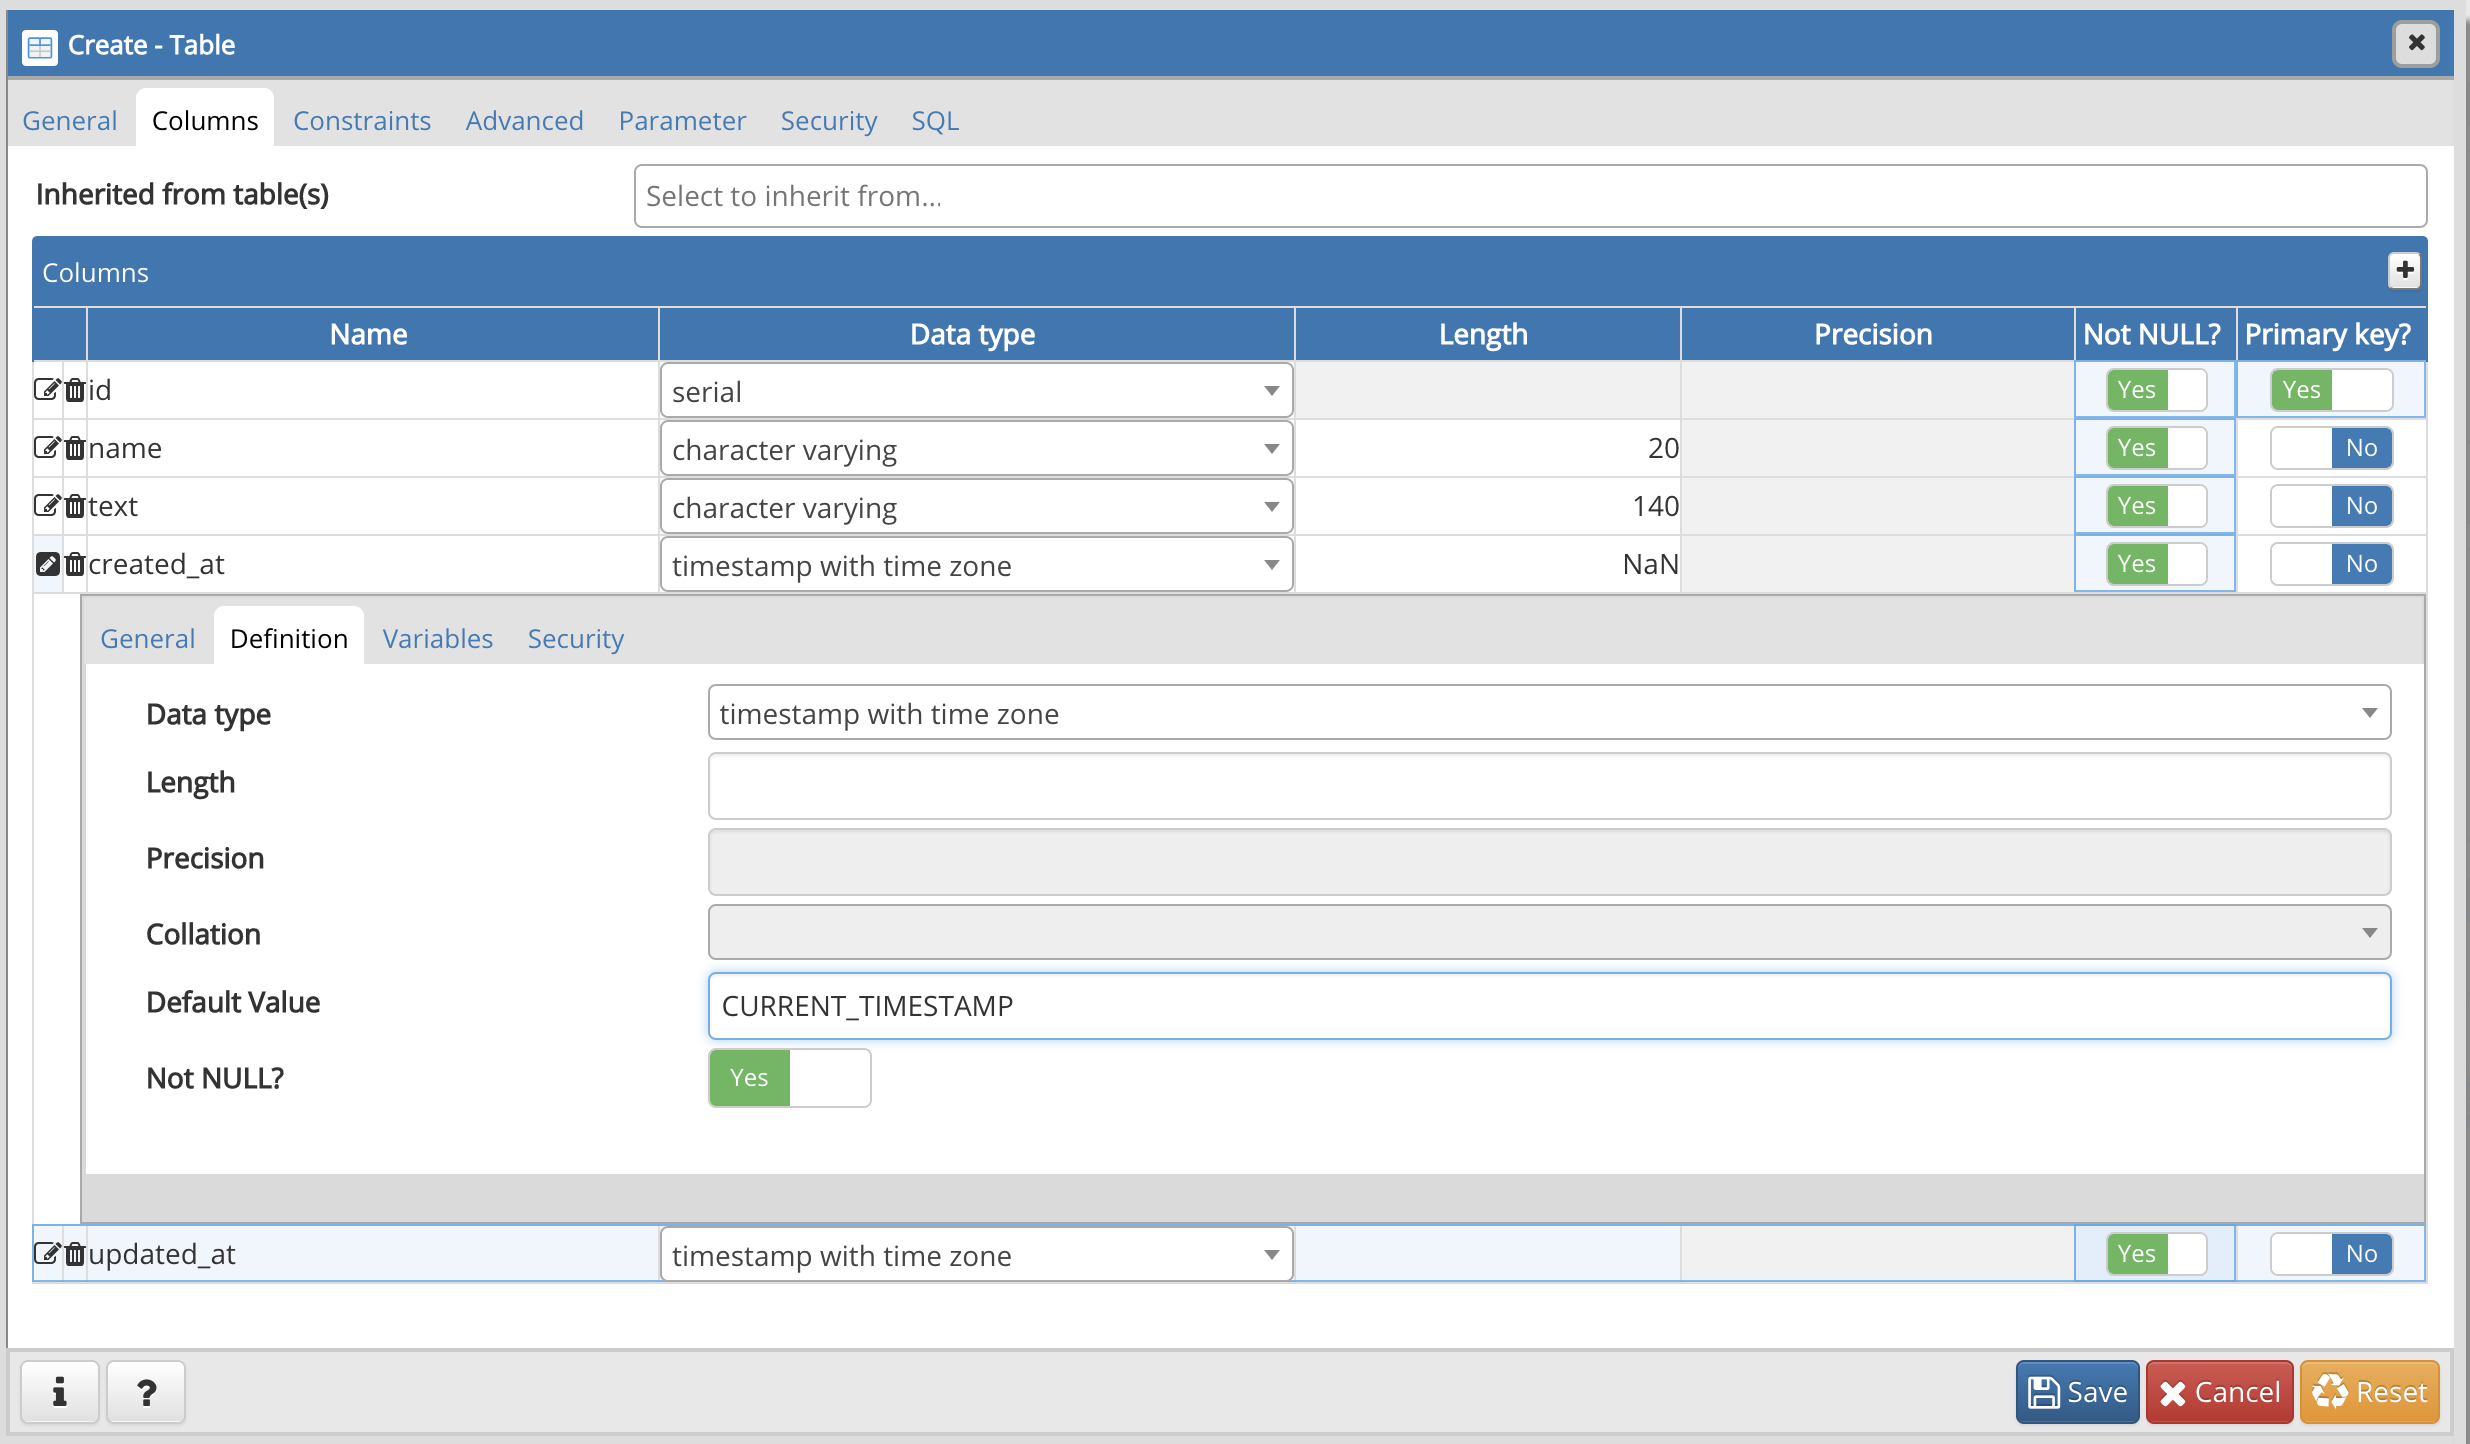 Create - Table
General Columns Constraints Advanced Parameter Security SQL
Inherited from table(s) Select to inherit from...
Columns
Name Data type Length Precision Not NULL? Primary key?
id serial Yes Yes
name character varying 20 Yes No
text character varying 140 Yes No
created_at timestamp with time zone NaN Yes No
General Definition Variables Security
Data type timestamp with time zone
Length
Precision
Collation
Default Value CURRENT_TIMESTAMP
Not NULL? Yes
updated_at timestamp with time zone Yes No
i ? Save Cancel Reset